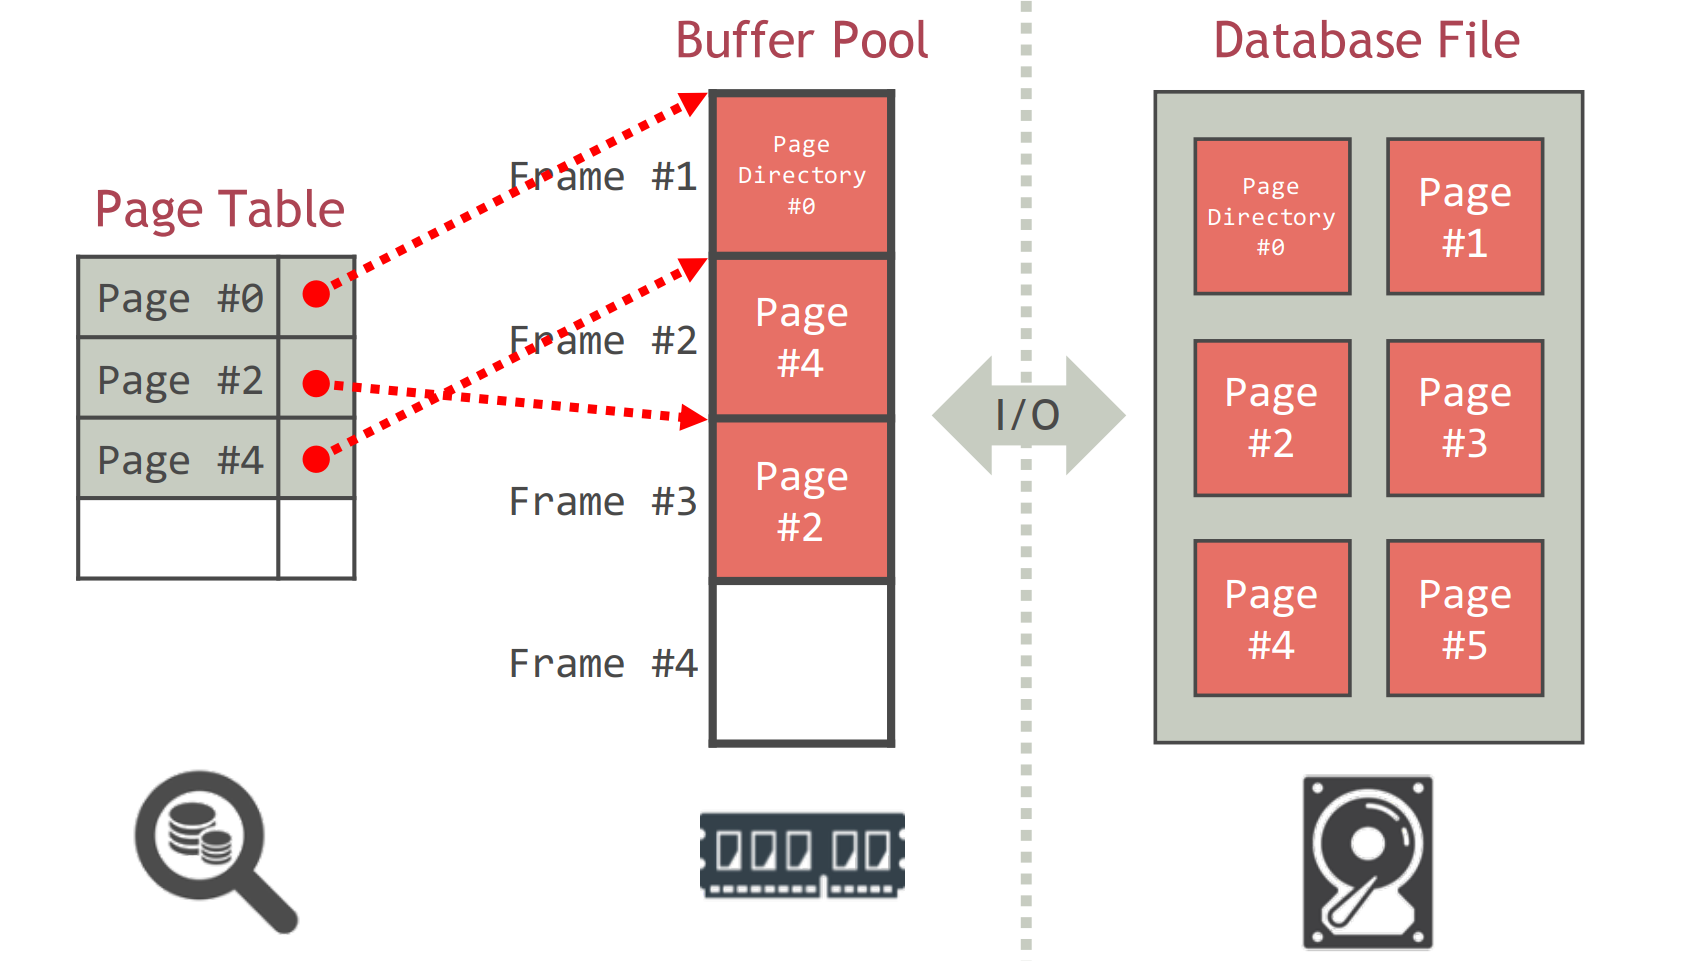 Buffer Pool
Database File
Page Table
Page #0
Page #2
Page #4
Frame #1
Frame #2
Frame #3
Frame #4
Page
Directory
#0
Page
#4
Page
#2
I/O
Page
Directory
#0
Page
#1
Page
#2
Page
#3
Page
#4
Page
#5